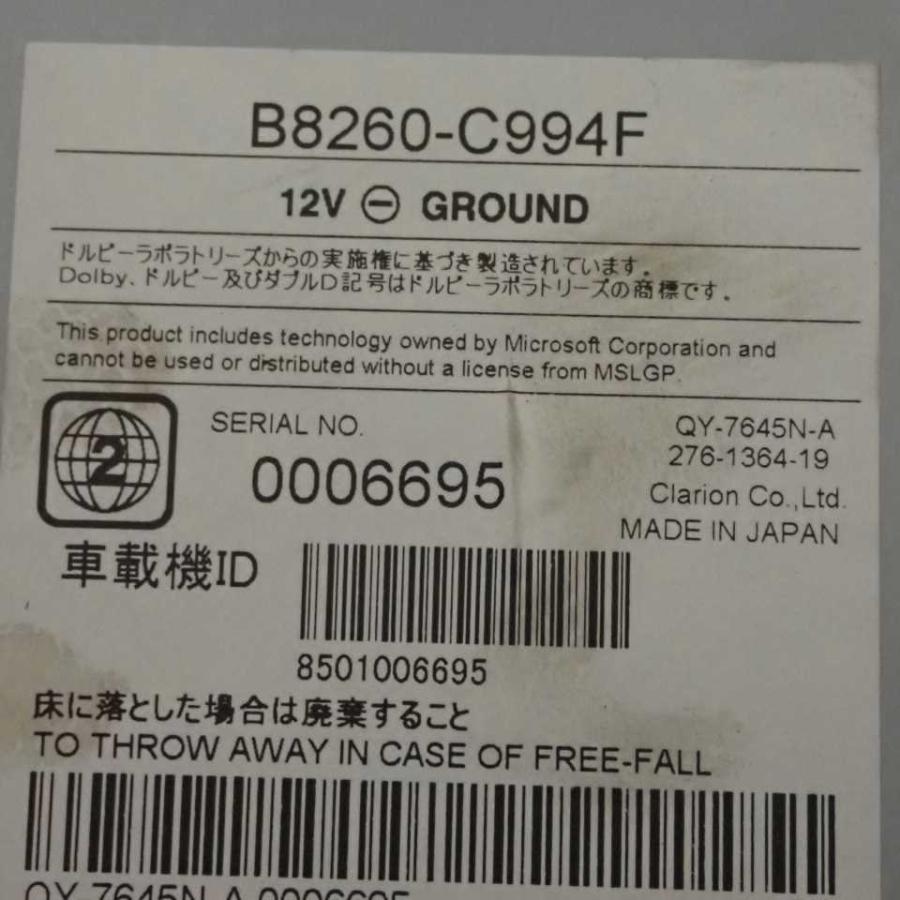 B8260-C994F
12V ⊖ GROUND
ドルビーラボラトリーズからの実施権に基づき製造されています。
Dolby、ドルビー及びダブルD記号はドルビーラボラトリーズの商標です。
This product includes technology owned by Microsoft Corporation and
cannot be used or distributed without a license from MSLGP.
2
SERIAL NO.
0006695
QY-7645N-A
276-1364-19
Clarion Co.,Ltd.
MADE IN JAPAN
車載機ID
8501006695
床に落とした場合は廃棄すること
TO THROW AWAY IN CASE OF FREE-FALL
QY-7645N-A 0006695